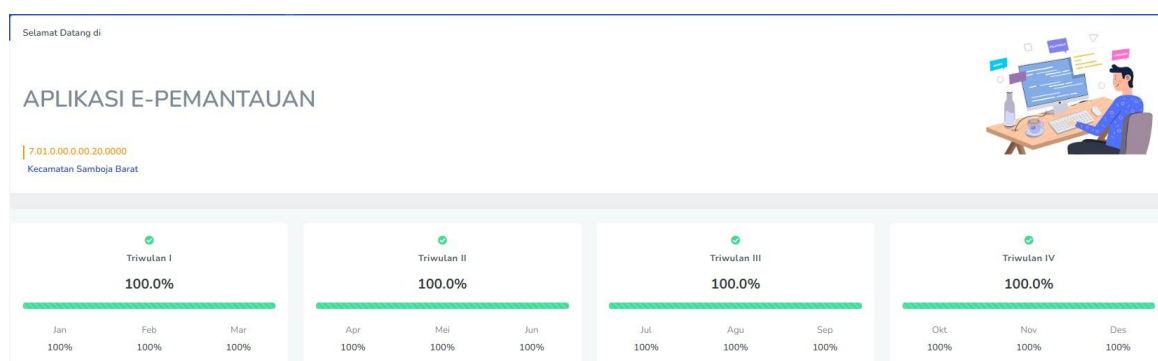 Selamat Datang di
APLIKASI E-PEMANTAUAN
7.01.0.00.0.00.20.0000
Kecamatan Samboja Barat
Triwulan I
100.0%
Jan Feb Mar
100% 100% 100%
Triwulan II
100.0%
Apr Mei Jun
100% 100% 100%
Triwulan III
100.0%
Jul Agu Sep
100% 100% 100%
Triwulan IV
100.0%
Okt Nov Des
100% 100% 100%